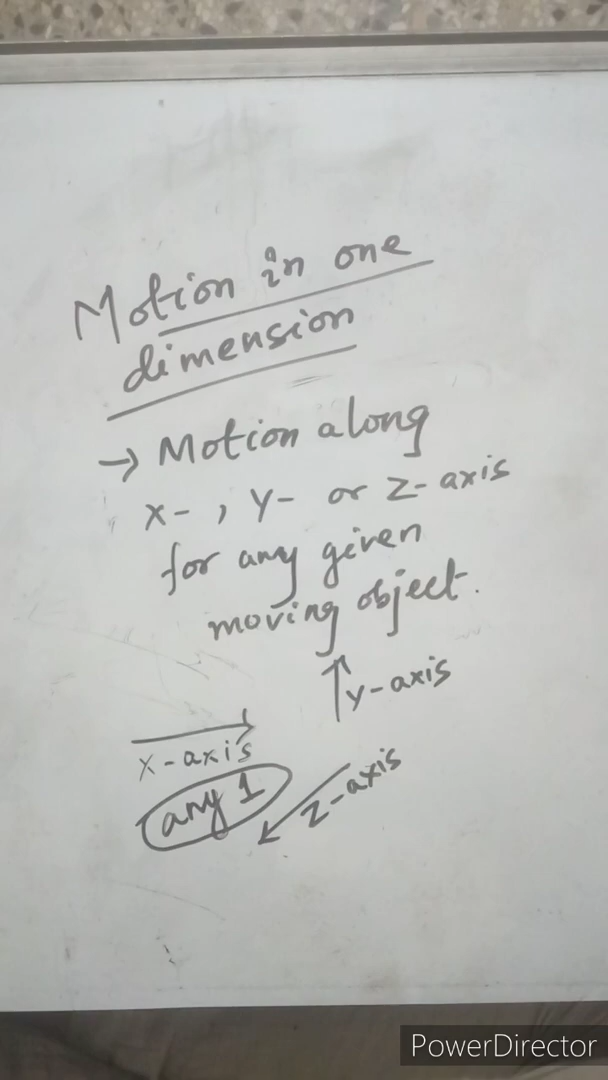 Motion in one
dimension
→ Motion along
X-, Y- or Z-axis
for any given
moving object.
Y-axis
X-axis
any 1
Z-axis
PowerDirector